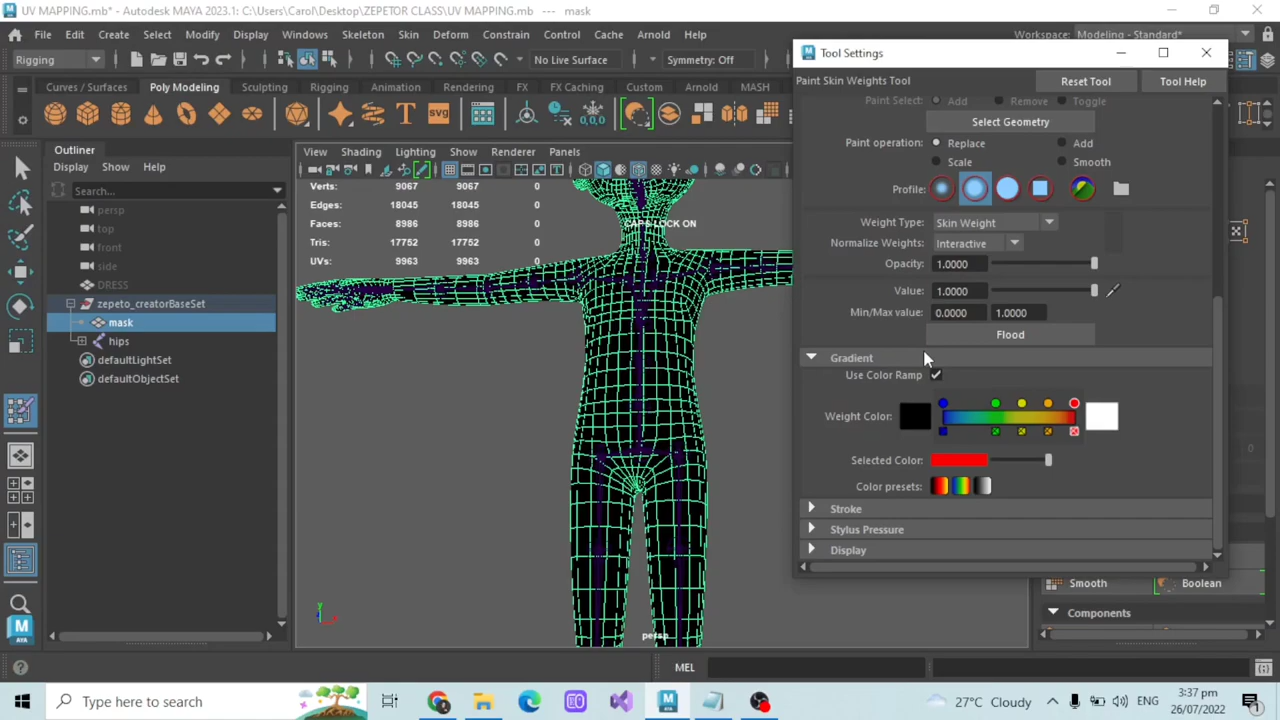 UV MAPPING.mb* - Autodesk MAYA 2023.1: C:\Users\Carol\Desktop\ZEPETOR CLASS\UV MAPPING.mb --- mask
File Edit Create Select Modify Display Windows Skeleton Skin Deform Constrain Control Cache Arnold Help
Workspace: Modeling - Standard*
Rigging
No Live Surface
Symmetry: Off
Curves / Surfaces Poly Modeling Sculpting Rigging Animation Rendering FX FX Caching Custom Arnold MASH
SVG
0,0,0
Outliner
Display Show Help
Search...
persp
top
front
side
DRESS
zepeto_creatorBaseSet
mask
hips
defaultLightSet
defaultObjectSet
View Shading Lighting Show Renderer Panels
Verts: 9067 9067 0
Edges: 18045 18045 0
Faces: 8986 8986 0
Tris: 17752 17752 0
UVs: 9963 9963 0
CAPS LOCK ON
persp
Tool Settings
Paint Skin Weights Tool
Reset Tool
Tool Help
Paint Select: Add Remove Toggle
Select Geometry
Paint operation: Replace Add
Scale Smooth
Profile:
Weight Type: Skin Weight
Normalize Weights: Interactive
Opacity: 1.0000
Value: 1.0000
Min/Max value: 0.0000 1.0000
Flood
Gradient
Use Color Ramp
Weight Color:
Selected Color:
Color presets:
Stroke
Stylus Pressure
Display
Smooth
Boolean
Components
MEL
M
AYA
Type here to search
27°C Cloudy
ENG
3:37 pm
26/07/2022
1